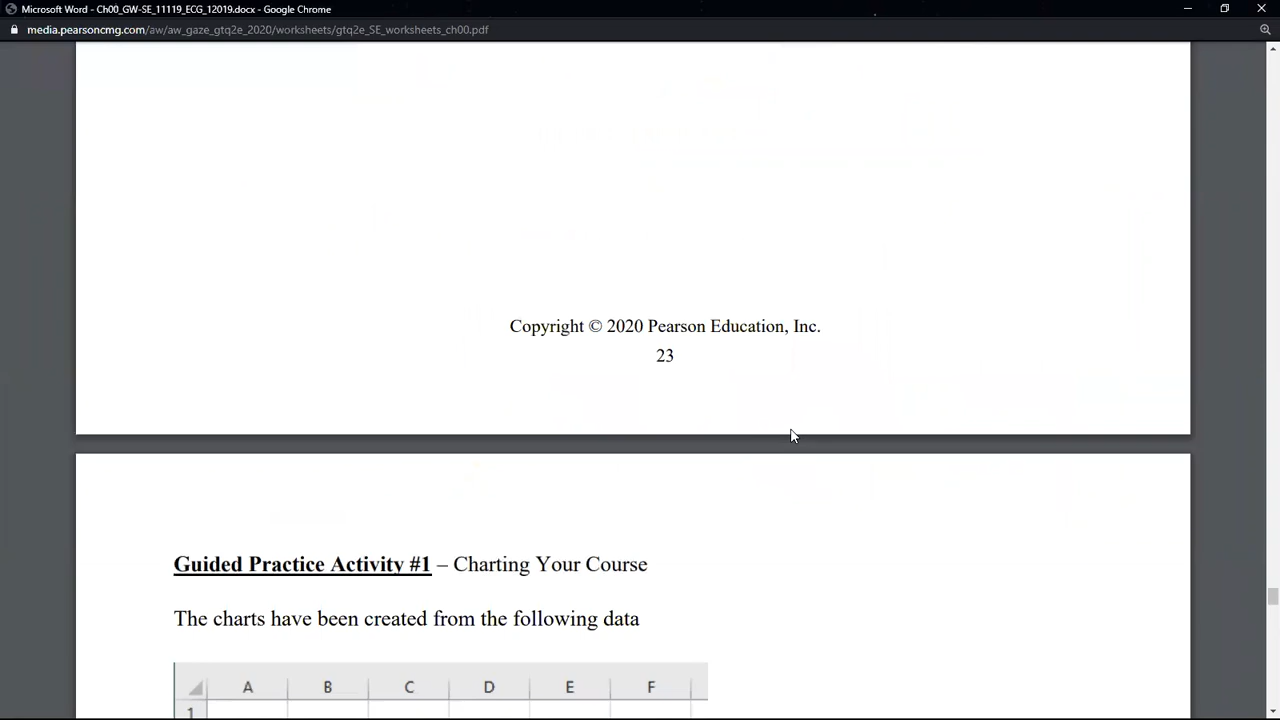 Microsoft Word - Ch00_GW-SE_11119_ECG_12019.docx - Google Chrome
media.pearsoncmg.com/aw/aw_gaze_gtq2e_2020/worksheets/gtq2e_SE_worksheets_ch00.pdf
Copyright © 2020 Pearson Education, Inc.
23
Guided Practice Activity #1 – Charting Your Course
The charts have been created from the following data
A B C D E F
1